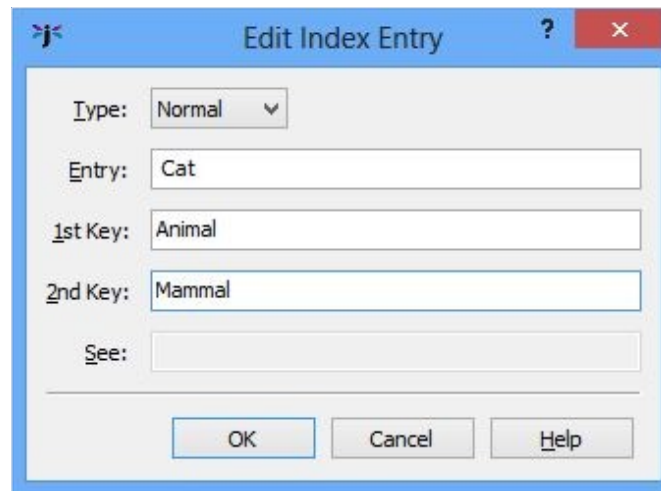 Edit Index Entry ? ×
Type: Normal
Entry: Cat
1st Key: Animal
2nd Key: Mammal
See:
OK Cancel Help